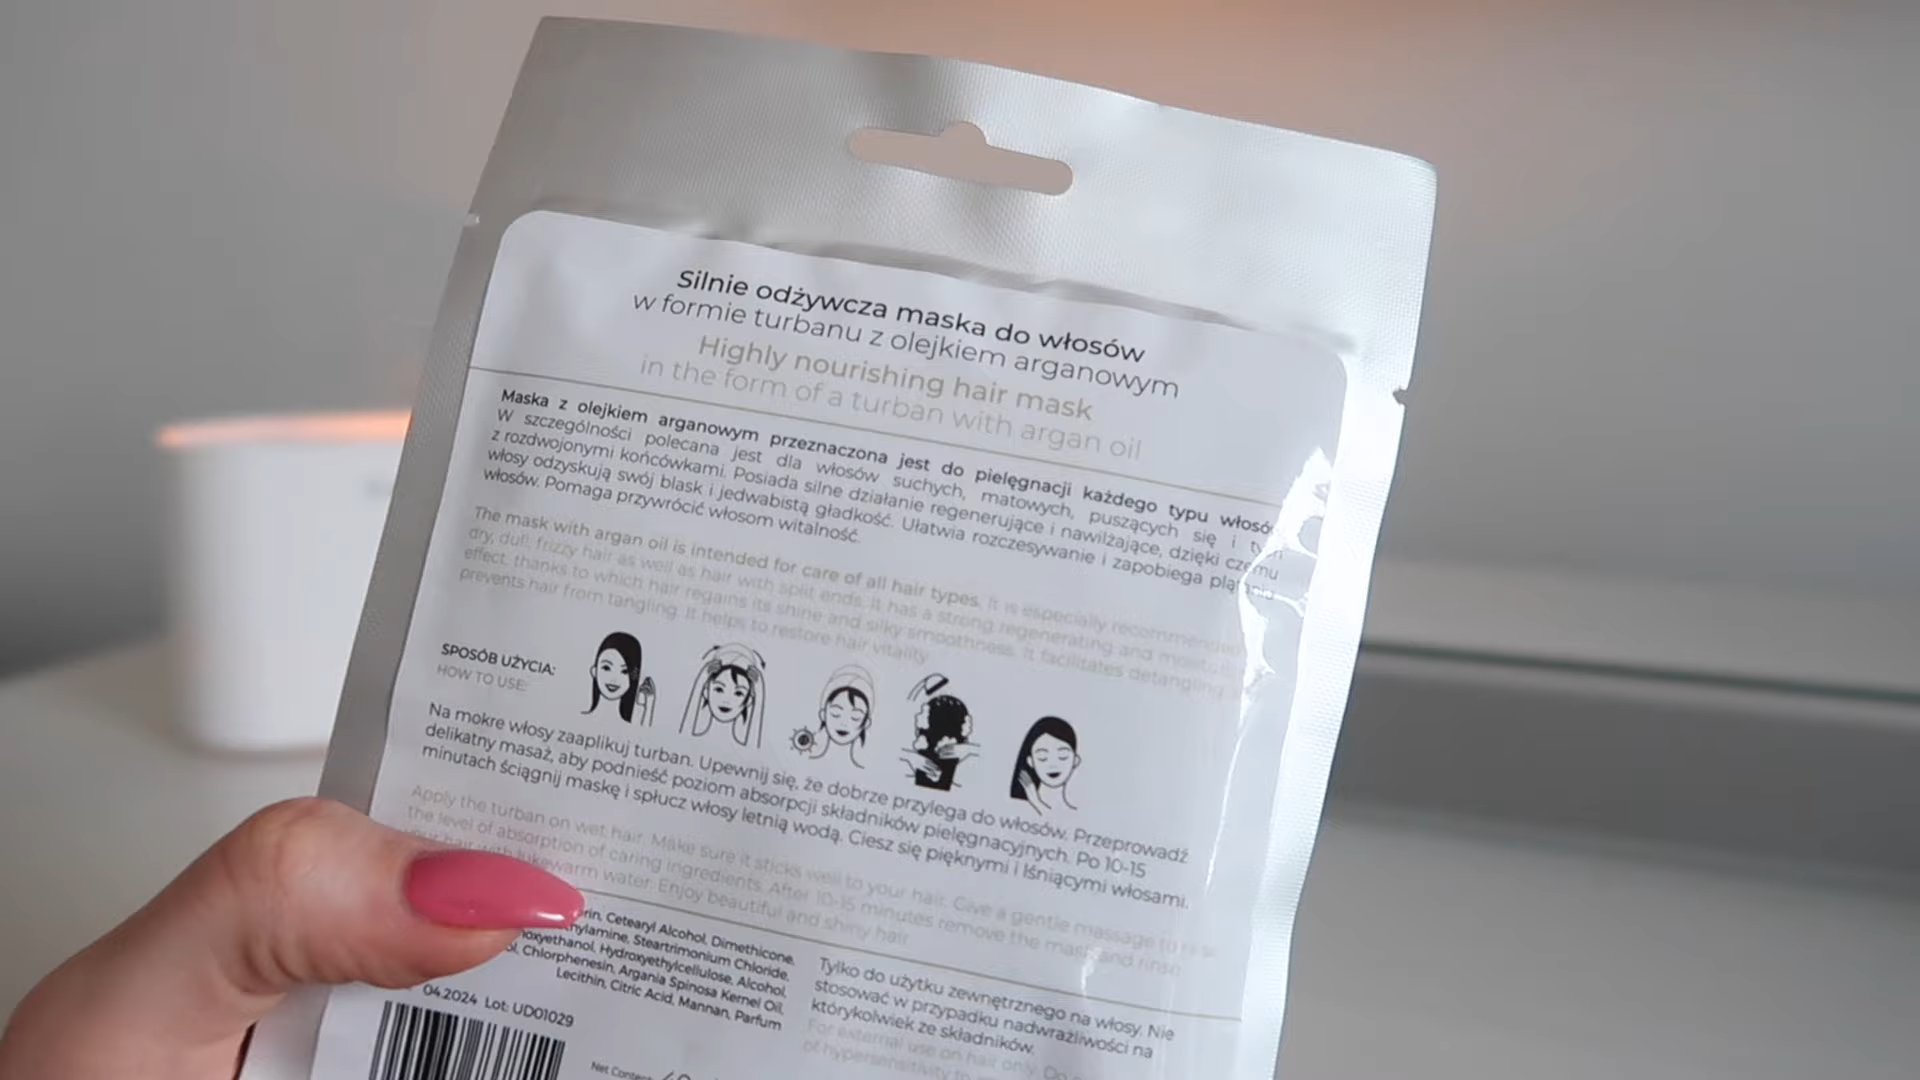 Silnie odżywcza maska do włosów
w formie turbanu z olejkiem arganowym
Highly nourishing hair mask
in the form of a turban with argan oil
Maska z olejkiem arganowym przeznaczona jest do pielęgnacji każdego typu
W szczególności polecana jest dla włosów suchych, matowych, puszących się i
z rozdwojonymi końcówkami. Posiada silne działanie regenerujące i nawilżające, dzięki czemu
włosy odzyskują swój blask i jedwabistą gładkość. Ułatwia rozczesywanie i zapobiega
włosów. Pomaga przywrócić włosom witalność.
The mask with argan oil is intended for care of all hair types. It is especially recommended
dry, dull, frizzy hair as well as hair with split ends. It has a strong regenerating and
effect, thanks to which hair regains its shine and silky smoothness. It facilitates detangling
prevents hair from tangling. It helps to restore hair vitality.
SPOSÓB UŻYCIA:
HOW TO USE:
Na mokre włosy zaaplikuj turban. Upewnij się, że dobrze przylega do włosów. Przeprowadź
delikatny masaż, aby podnieść poziom absorpcji składników pielęgnacyjnych. Po 10-15
minutach ściągnij maskę i spłucz włosy letnią wodą. Ciesz się pięknymi i lśniącymi włosami.
Apply the turban on wet hair. Make sure it sticks well to your hair. Give a gentle massage to
the level of absorption of caring ingredients. After 10-15 minutes remove the mask and rinse
your hair with lukewarm water. Enjoy beautiful and shiny hair.
Cetearyl Alcohol, Dimethicone,
Steartrimonium Chloride,
Hydroxyethylcellulose, Alcohol,
Chlorphenesin, Argania Spinosa Kernel Oil,
Lecithin, Citric Acid, Mannan, Parfum
04.2024 Lot: UD01029
Net
Tylko do użytku zewnętrznego na włosy. Nie
stosować w przypadku nadwrażliwości na
którykolwiek ze składników.
For external use on hair only. Do
of hypersensitivity to